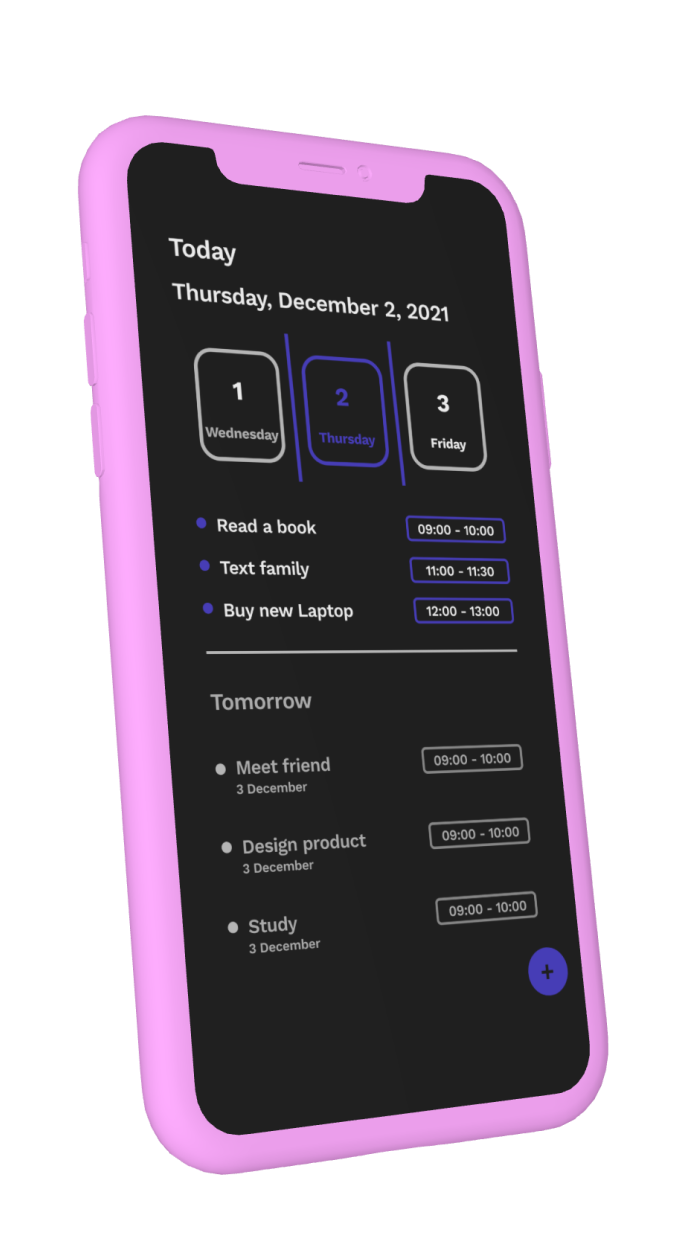 Today
Thursday, December 2, 2021
1
2
3
Wednesday
Thursday
Friday
Read a book
09:00 - 10:00
Text family
11:00 - 11:30
Buy new Laptop
12:00 - 13:00
Tomorrow
Meet friend
09:00 - 10:00
3 December
Design product
09:00 - 10:00
3 December
Study
09:00 - 10:00
3 December
+